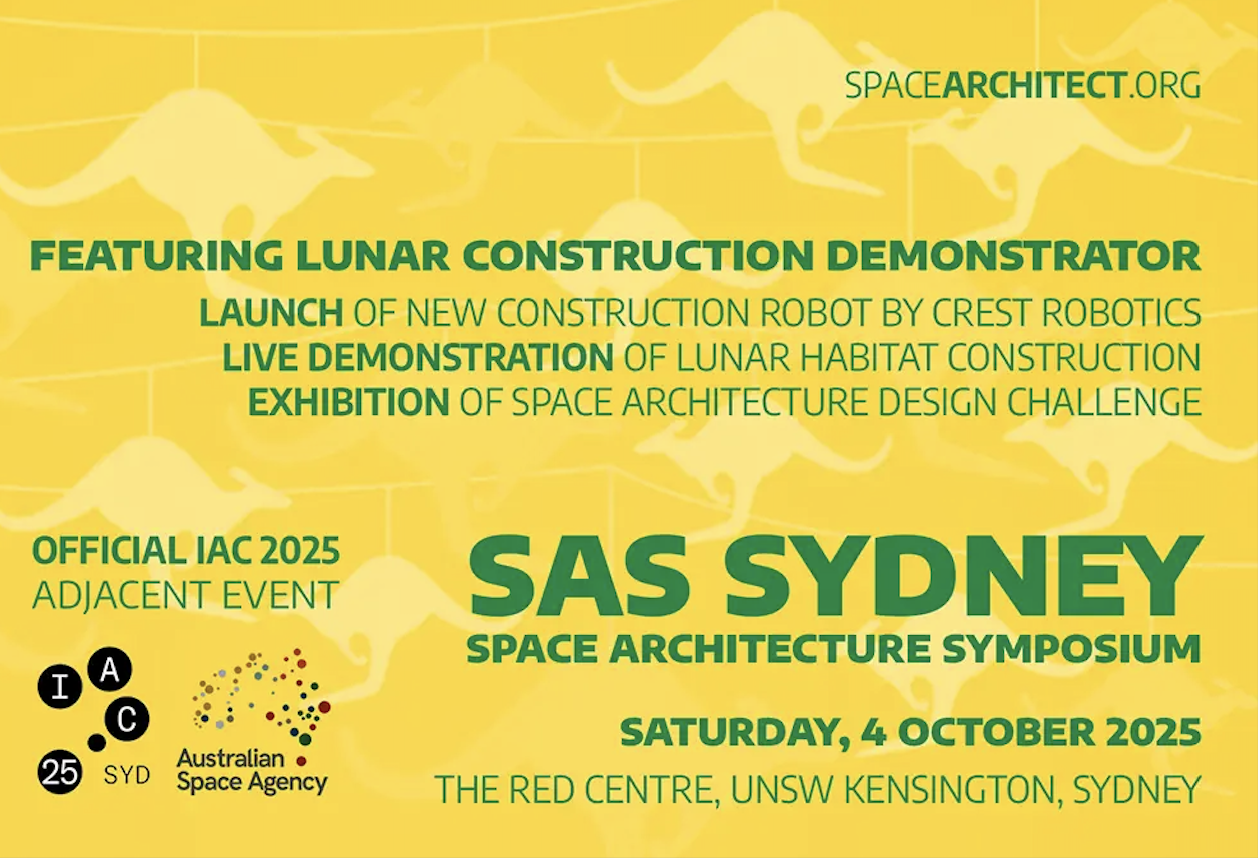 SPACEARCHITECT.ORG
FEATURING LUNAR CONSTRUCTION DEMONSTRATOR
LAUNCH OF NEW CONSTRUCTION ROBOT BY CREST ROBOTICS
LIVE DEMONSTRATION OF LUNAR HABITAT CONSTRUCTION
EXHIBITION OF SPACE ARCHITECTURE DESIGN CHALLENGE
OFFICIAL IAC 2025
ADJACENT EVENT
IAC
25 SYD
Australian
Space Agency
SAS SYDNEY
SPACE ARCHITECTURE SYMPOSIUM
SATURDAY, 4 OCTOBER 2025
THE RED CENTRE, UNSW KENSINGTON, SYDNEY